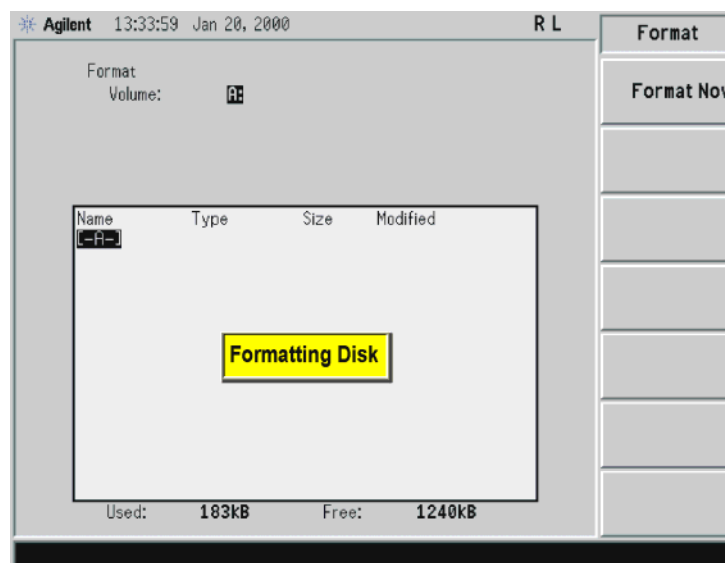 Agilent 13:33:59 Jan 20, 2000 R L
Format
Format Now
Format
Volume: A:
Name Type Size Modified
[-A-]
Formatting Disk
Used: 183kB Free: 1240kB